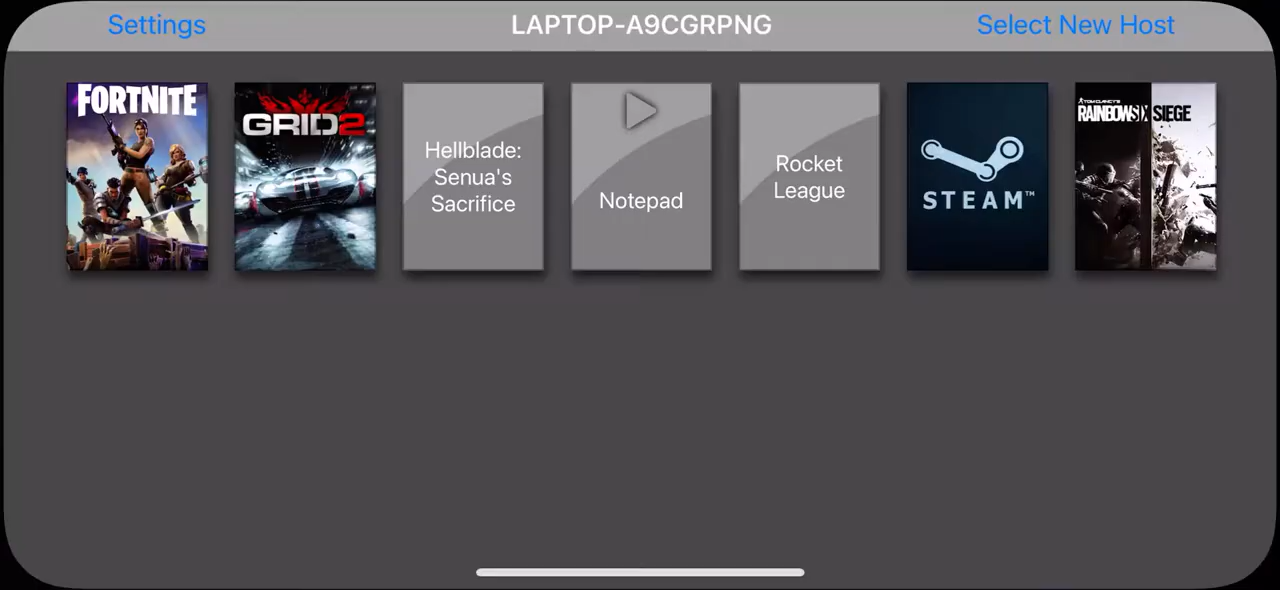 Settings
LAPTOP-A9CGRPNG
Select New Host
FORTNITE
GRID2
Hellblade:
Senua's
Sacrifice
Notepad
Rocket
League
STEAM™
TOM CLANCY'S
RAINBOWSIX SIEGE